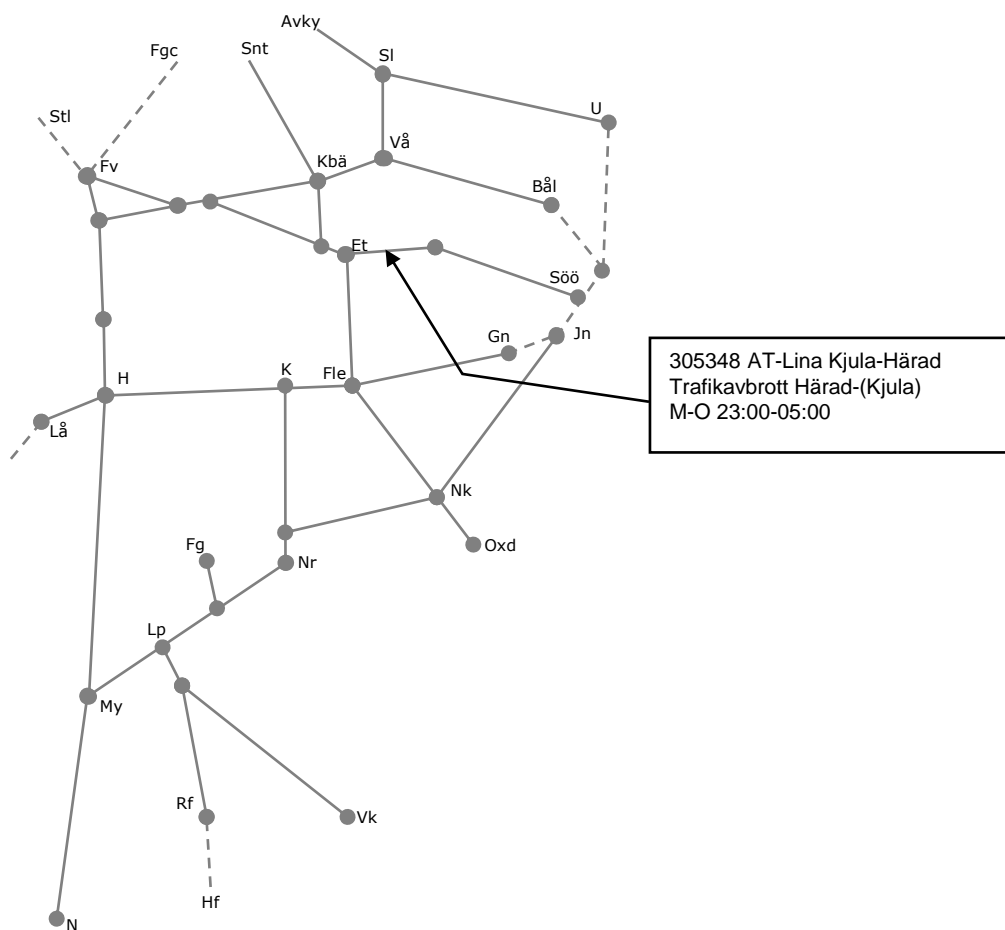 Avky
Fgc
Snt
Sl
Stl
U
Fv
Kbä
Vå
Bål
Et
Söö
Gn
Jn
H
K
Fle
Lå
305348 AT-Lina Kjula-Härad
Trafikavbrott Härad-(Kjula)
M-O 23:00-05:00
Nk
Fg
Nr
Oxd
Lp
My
Rf
Vk
Hf
N